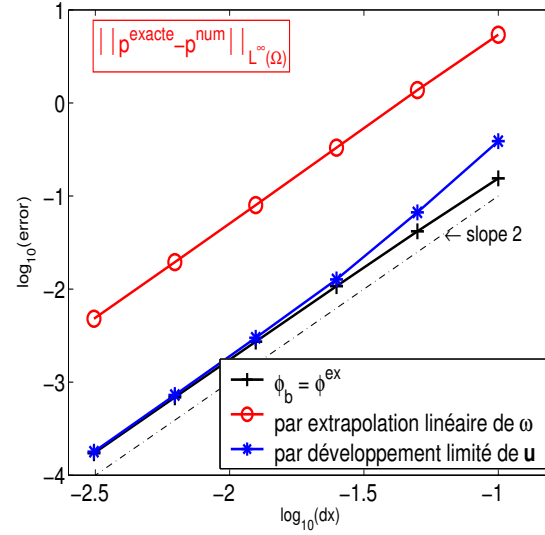 ||p^exacte−p^num||_L^∞(Ω)
1
0
−1
−2
−3
−4
log10(error)
← slope 2
ϕ_b = ϕ^ex
par extrapolation linéaire de ω
par développement limité de u
−2.5
−2
−1.5
−1
log10(dx)